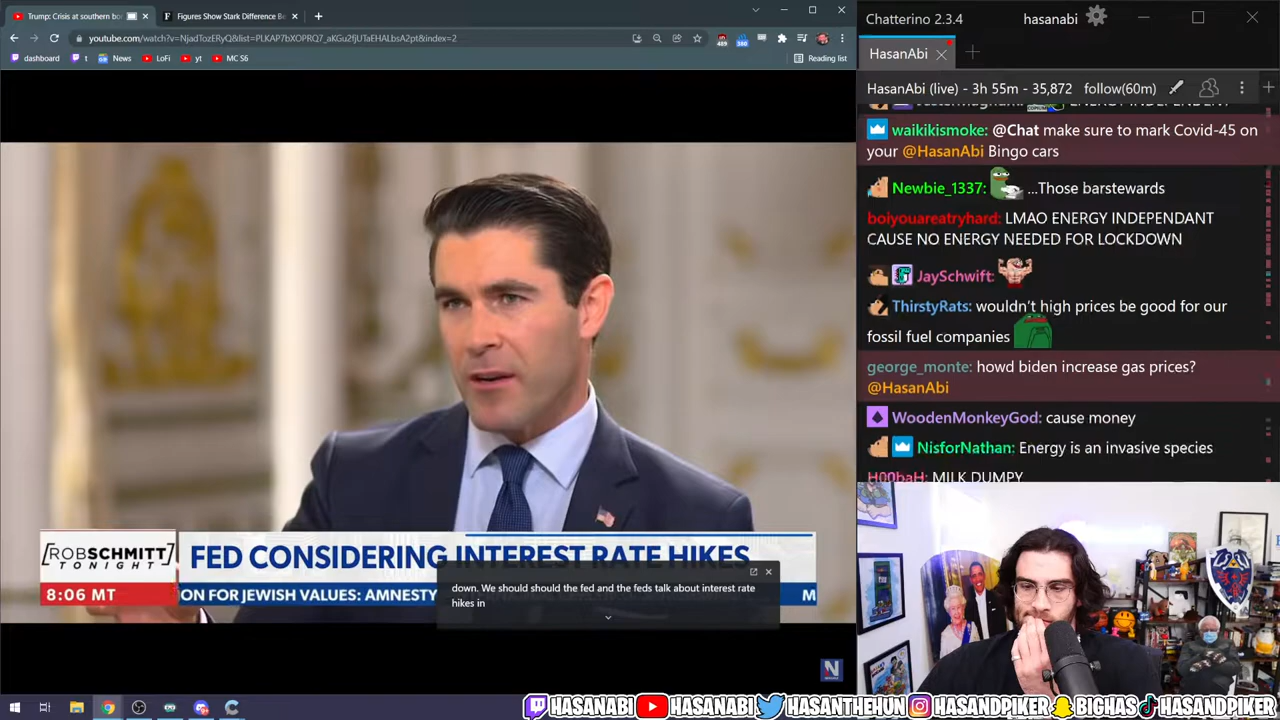 Trump: Crisis at southern bo
Figures Show Stark Difference Be
youtube.com/watch?v=NjadTozERyQ&list=PLKAP7bXOPRQ7_aKGu2fjUTaEHALbsA2pt&index=2
dashboard
t
News
LoFi
yt
MC S6
Reading list
[ROBSCHMITT]
TONIGHT
FED CONSIDERING INTEREST RATE HIKES
8:06 MT
ON FOR JEWISH VALUES: AMNESTY
M
down. We should should the fed and the feds talk about interest rate
hikes in
N
Chatterino 2.3.4
hasanabi
HasanAbi
HasanAbi (live) - 3h 55m - 35,872
follow(60m)
ENERGY INDEPENDENT
waikikismoke: @Chat make sure to mark Covid-45 on
your @HasanAbi Bingo cars
Newbie_1337: ...Those barstewards
boiyouareatryhard: LMAO ENERGY INDEPENDANT
CAUSE NO ENERGY NEEDED FOR LOCKDOWN
JaySchwift:
ThirstyRats: wouldn't high prices be good for our
fossil fuel companies
george_monte: howd biden increase gas prices?
@HasanAbi
WoodenMonkeyGod: cause money
NisforNathan: Energy is an invasive species
H00baH: MILK DUMPY
HASANABI
HASANABI
HASANTHEHUN
HASANDPIKER
BIGHAS
HASANDPIKER